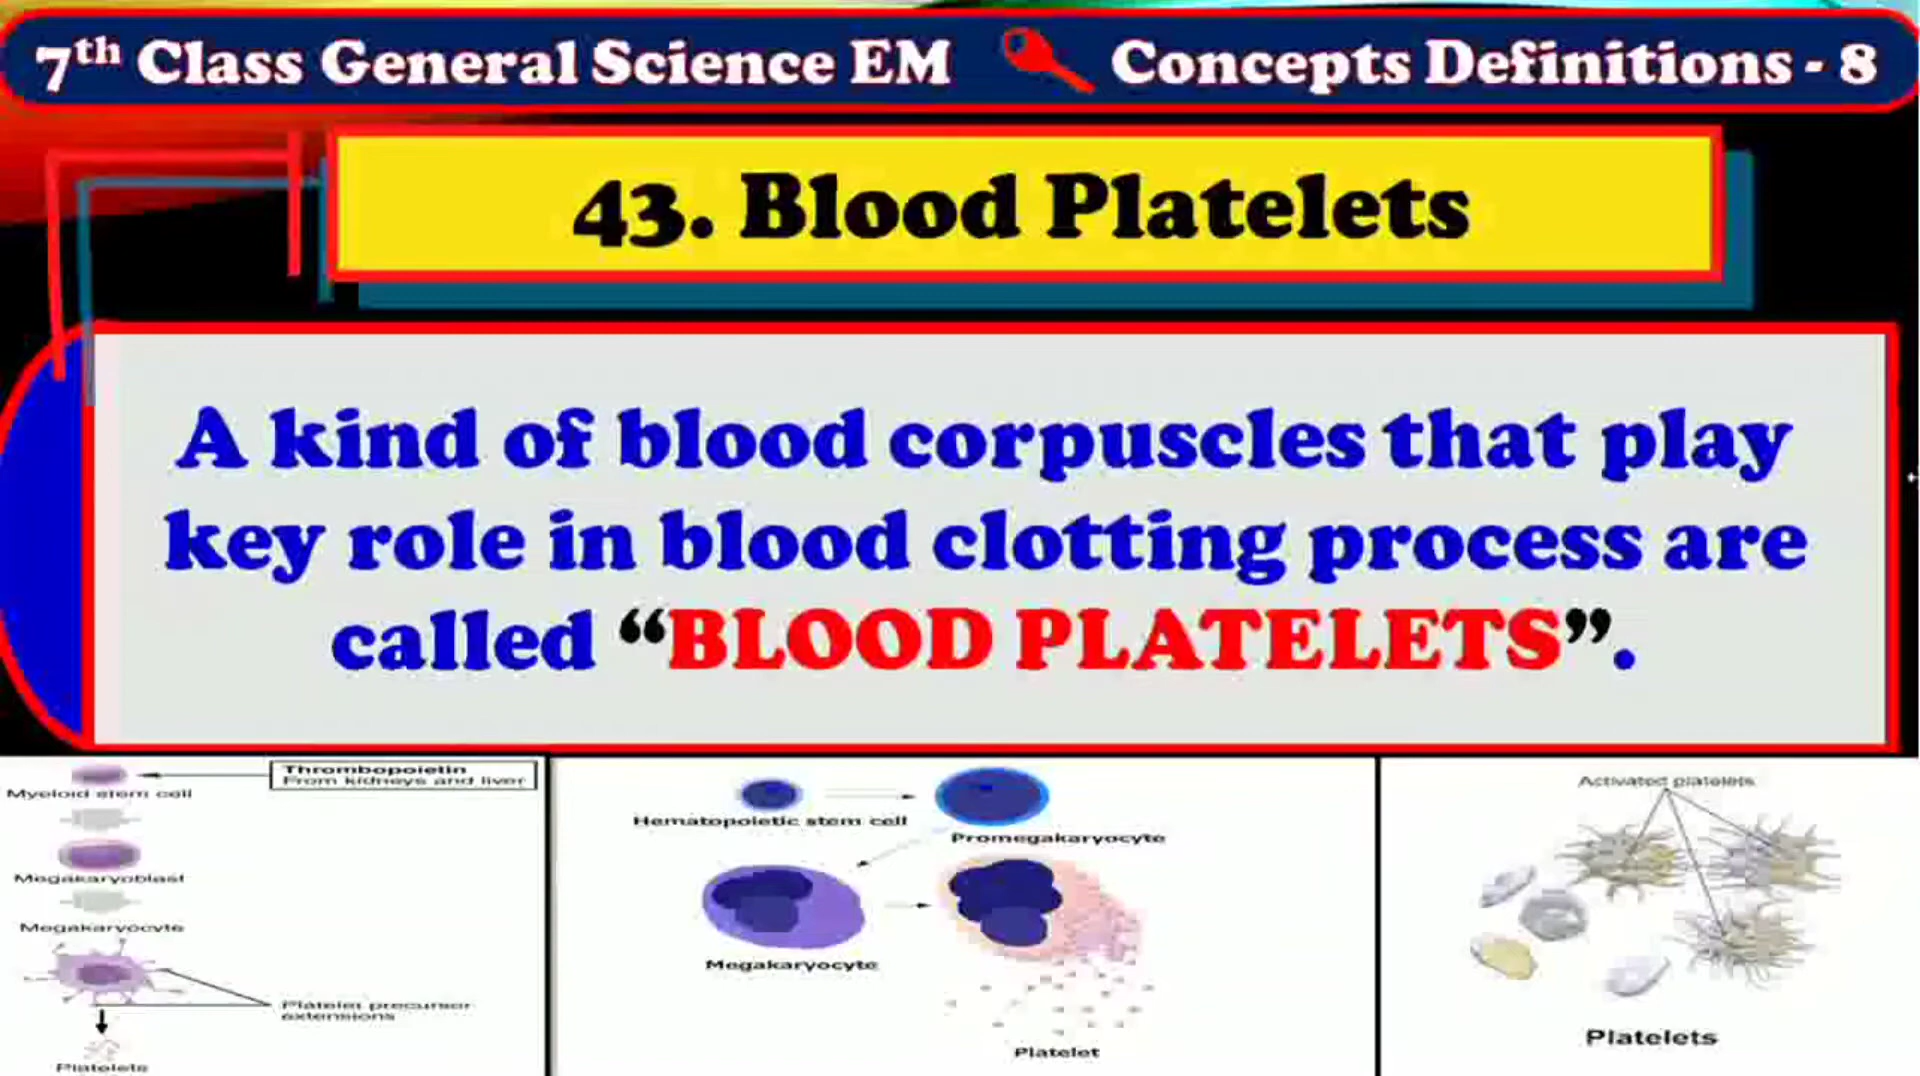 7th Class General Science EM
Concepts Definitions - 8
43. Blood Platelets
A kind of blood corpuscles that play
key role in blood clotting process are
called “BLOOD PLATELETS”.
Thrombopoietin
From kidneys and liver
Myeloid stem cell
Megakaryoblast
Megakaryocyte
Platelet precursor
extensions
Platelets
Hematopoietic stem cell
Promegakaryocyte
Megakaryocyte
Platelet
Activated platelets
Platelets